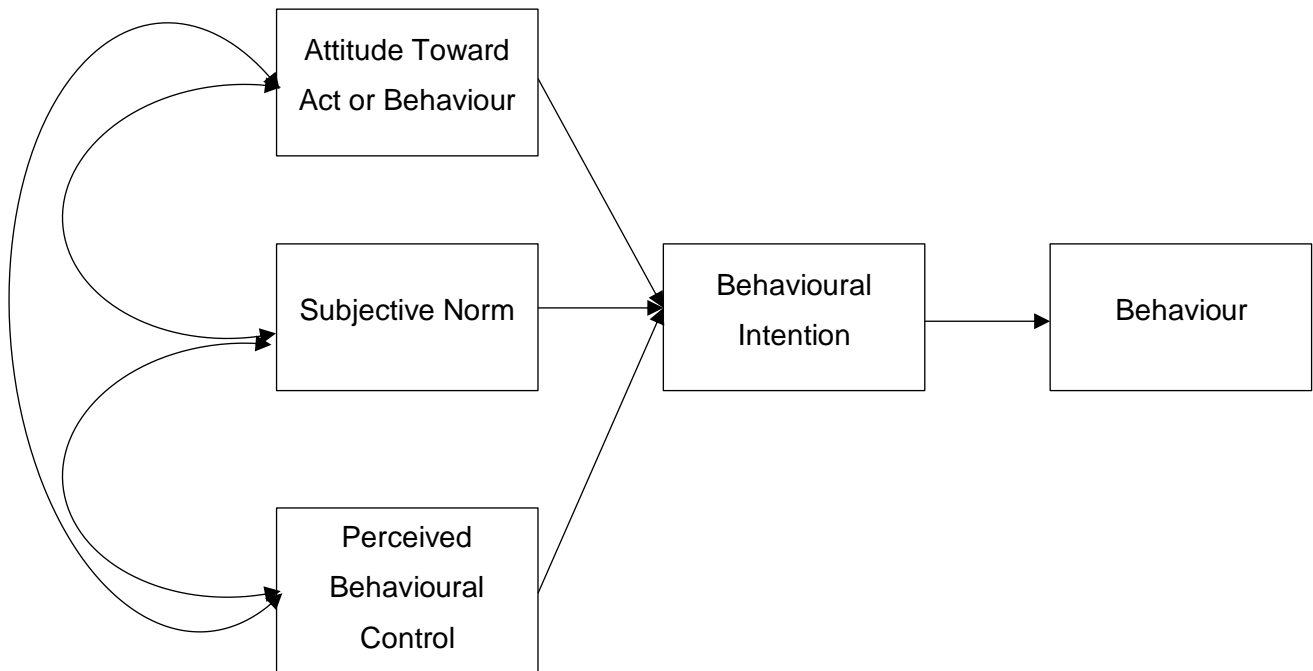 Attitude Toward
Act or Behaviour
Subjective Norm
Behavioural
Intention
Behaviour
Perceived
Behavioural
Control